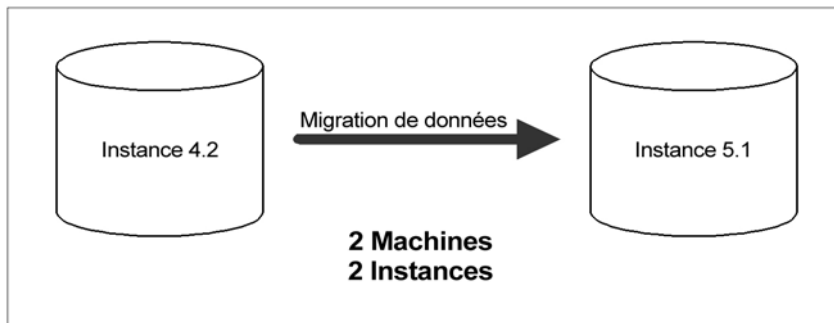 Migration de données
Instance 4.2
Instance 5.1
2 Machines
2 Instances